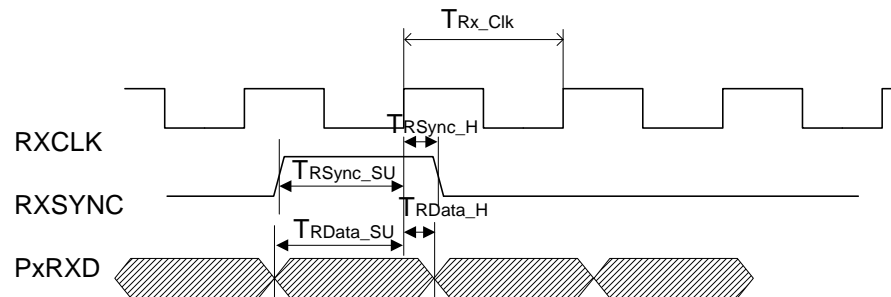 TRx_Clk
RXCLK
TRSync_H
TRSync_SU
RXSYNC
TRData_H
TRData_SU
PxRXD